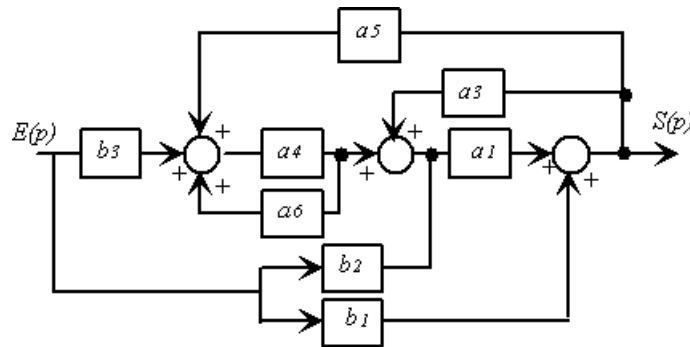 a5
a3
E(p)
S(p)
b3
+
+
+
+
a4
+
+
a1
+
+
a6
b2
b1